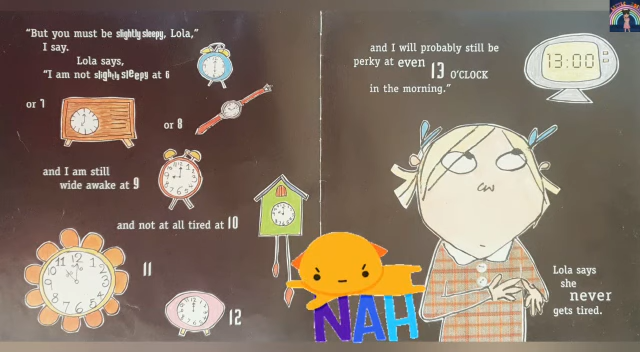 "But you must be slightly sleepy, Lola,"
I say.
Lola says,
"I am not slightly sleepy at 6
or 7
or 8
and I am still
wide awake at 9
and not at all tired at 10
11
12
and I will probably still be
perky at even
13 O'CLOCK
in the morning."
13:00
NAH
Lola says
she
never
gets tired.